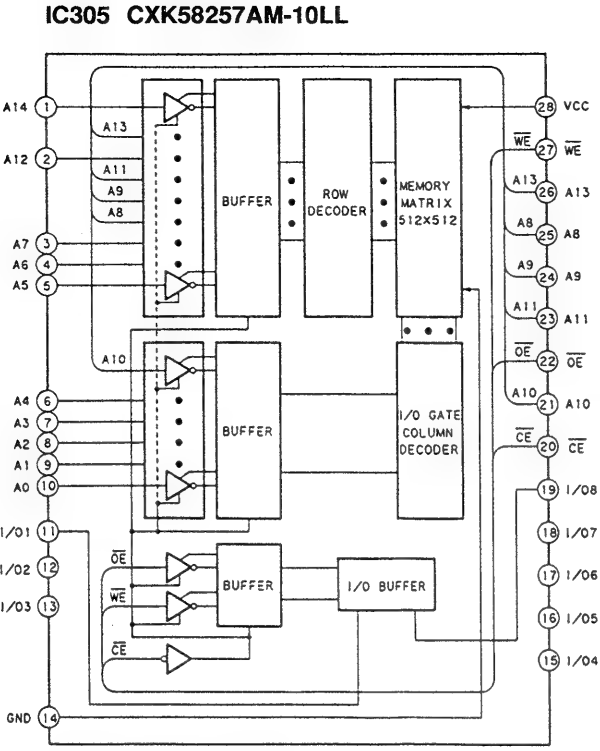 IC305 CXK58257AM-10LL
A14 1
28 VCC
A13
WE
27 WE
A12 2
A13
26 A13
A11
A9
A8
BUFFER
ROW DECODER
MEMORY MATRIX 512X512
A8
25 A8
A7 3
A6 4
A5 5
A9
24 A9
A11
23 A11
A10
OE
22 OE
A4 6
A3 7
A2 8
A1 9
A0 10
BUFFER
I/O GATE COLUMN DECODER
A10
21 A10
CE
20 CE
19 I/O8
I/O1 11
18 I/O7
I/O2 12
OE
WE
CE
BUFFER
I/O BUFFER
17 I/O6
I/O3 13
16 I/O5
15 I/O4
GND 14